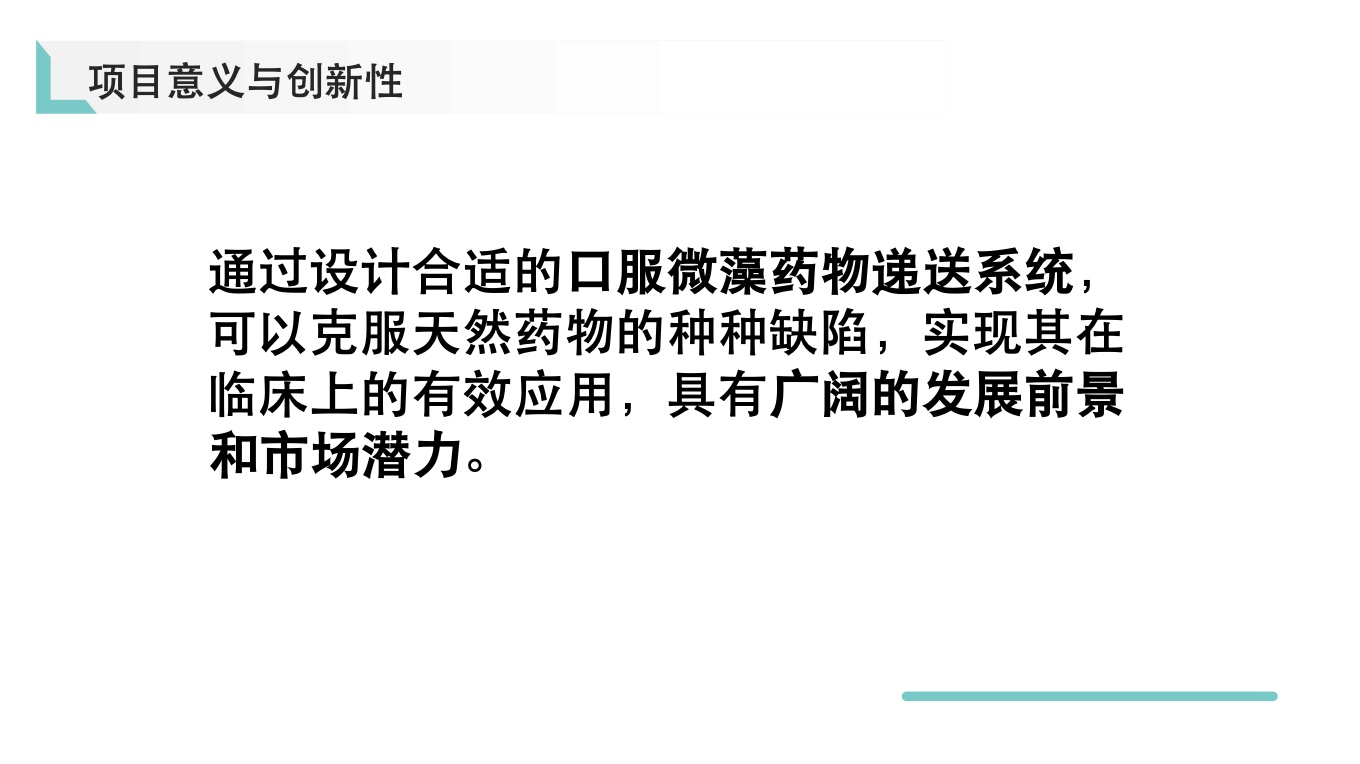 项目意义与创新性
通过设计合适的口服微藻药物递送系统，
可以克服天然药物的种种缺陷，实现其在
临床上的有效应用，具有广阔的发展前景
和市场潜力。